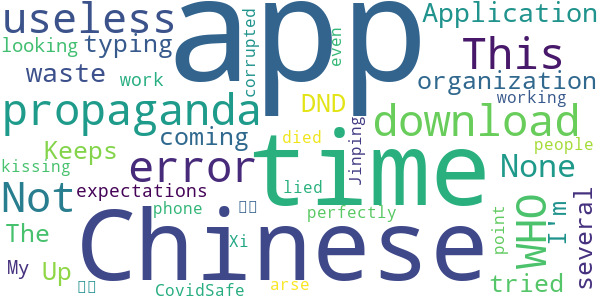 useless
app
Application
looking
typing
corrupted
even
This
waste
work
organization
working
propaganda
DND
download
coming
Keeps
error
died
time
Jinping
people
kissing
None
Not
expectations
lied
WHO
I'm
several
phone
perfectly
point
The
Chinese
Xi
My
Up
CovidSafe
arse
tried